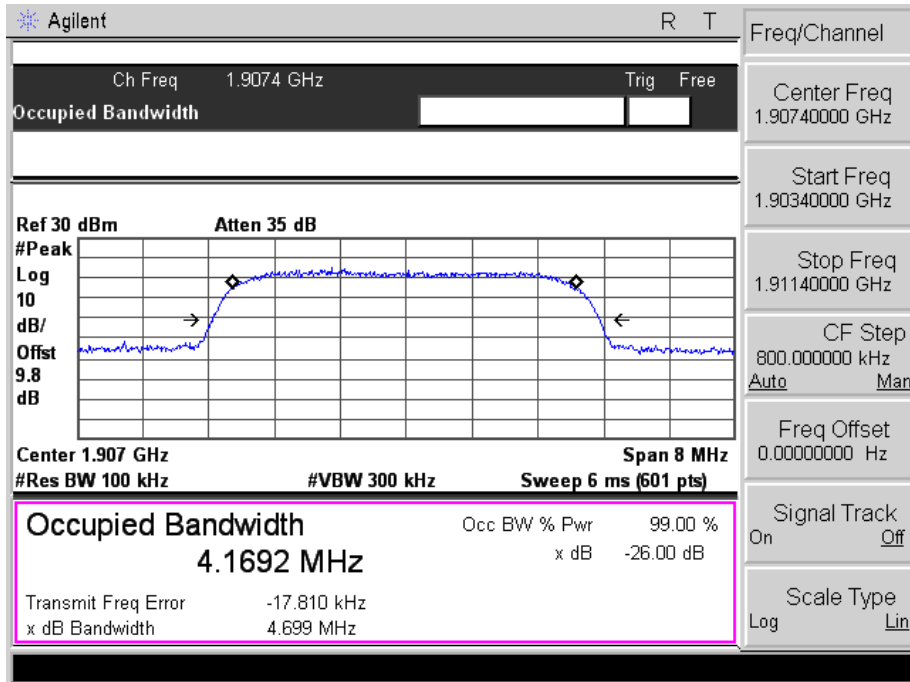 Agilent R T
Ch Freq 1.9074 GHz Trig Free
Occupied Bandwidth
Ref 30 dBm Atten 35 dB
#Peak
Log
10
dB/
Offst
9.8
dB
Center 1.907 GHz Span 8 MHz
#Res BW 100 kHz #VBW 300 kHz Sweep 6 ms (601 pts)
Occupied Bandwidth
4.1692 MHz
Occ BW % Pwr 99.00 %
x dB -26.00 dB
Transmit Freq Error -17.810 kHz
x dB Bandwidth 4.699 MHz
Freq/Channel
Center Freq
1.90740000 GHz
Start Freq
1.90340000 GHz
Stop Freq
1.91140000 GHz
CF Step
800.000000 kHz
Auto Man
Freq Offset
0.00000000 Hz
Signal Track
On Off
Scale Type
Log Lin